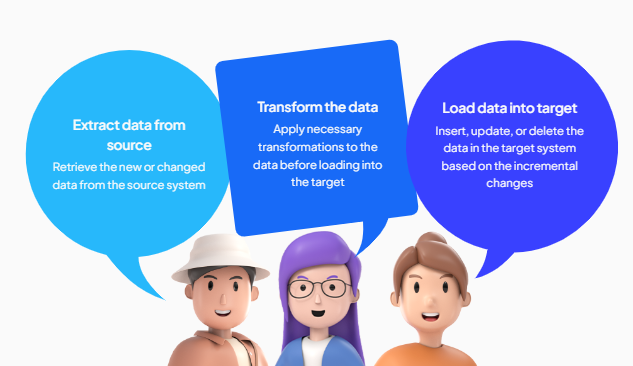 Extract data from
source
Retrieve the new or changed
data from the source system
Transform the data
Apply necessary
transformations to the
data before loading into
the target
Load data into target
Insert, update, or delete the
data in the target system
based on the incremental
changes